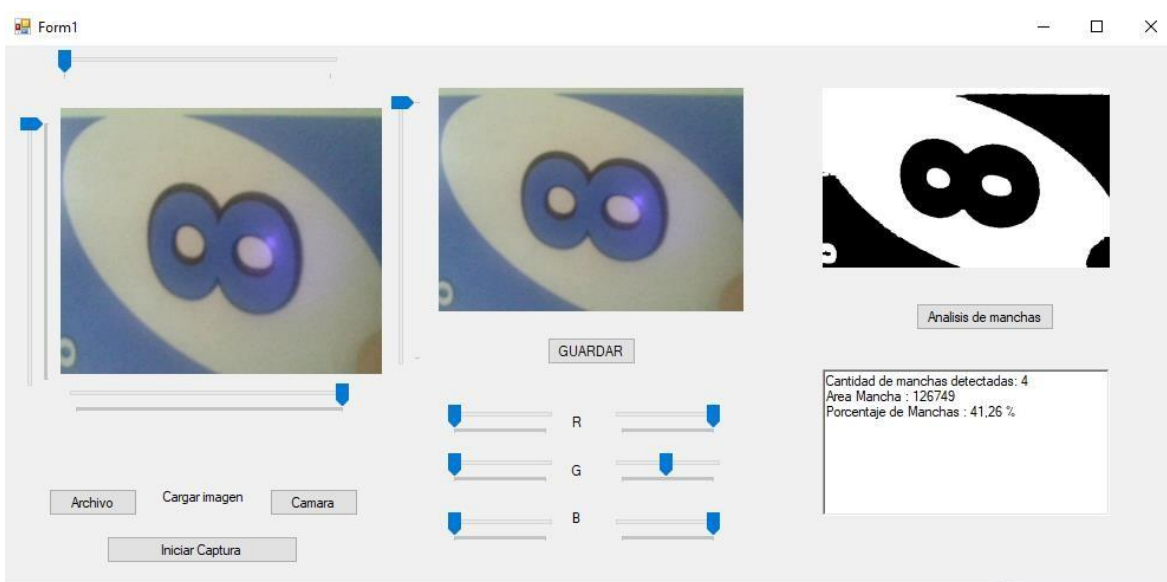 Form1
GUARDAR
Analisis de manchas
R
G
B
Cantidad de manchas detectadas: 4
Area Mancha : 126749
Porcentaje de Manchas : 41,26 %
Archivo
Cargar imagen
Camara
Iniciar Captura
8